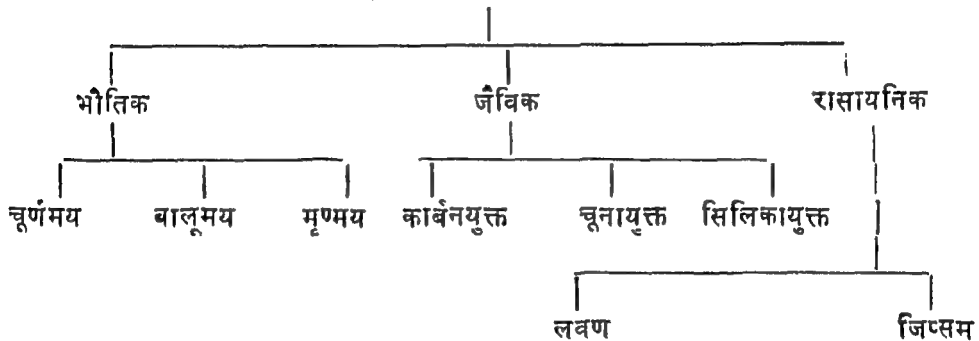 भौतिक जैविक रासायनिक
चूर्णमय बालूमय मृण्मय कार्बनयुक्त चूनायुक्त सिलिकायुक्त
लवण जिप्सम